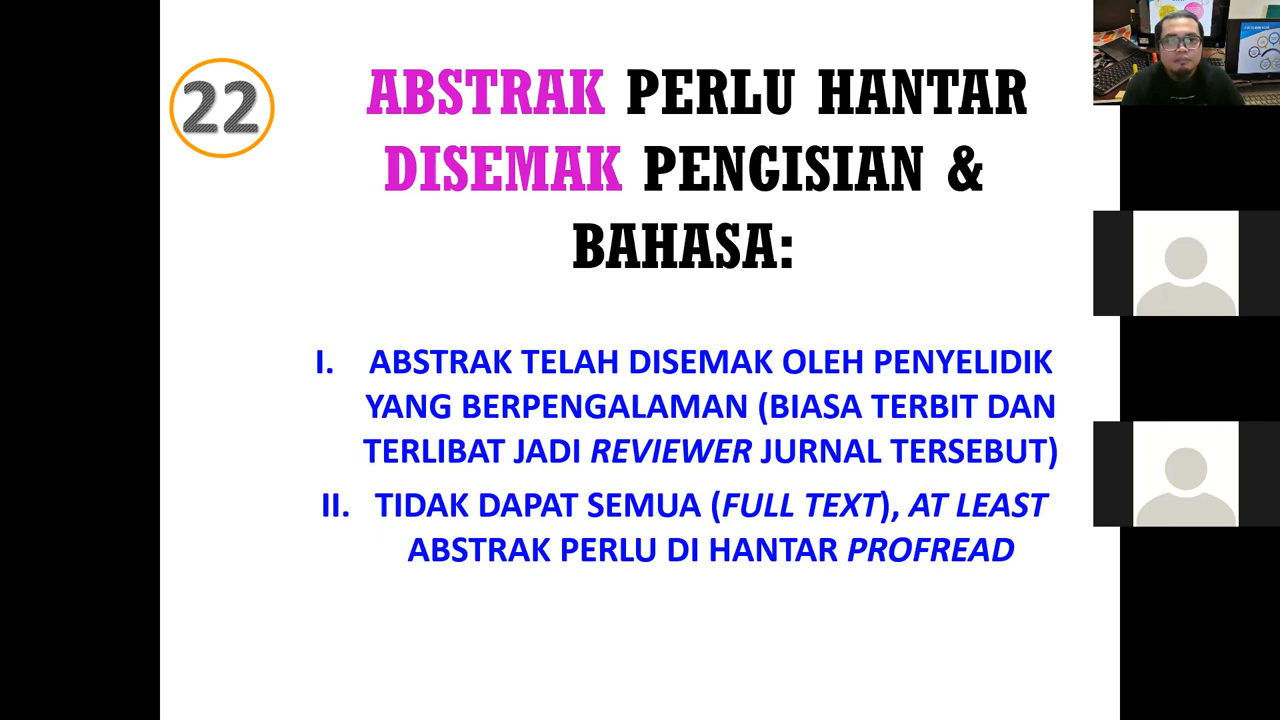 22
ABSTRAK PERLU HANTAR
DISEMAK PENGISIAN &
BAHASA:
I. ABSTRAK TELAH DISEMAK OLEH PENYELIDIK
YANG BERPENGALAMAN (BIASA TERBIT DAN
TERLIBAT JADI REVIEWER JURNAL TERSEBUT)
II. TIDAK DAPAT SEMUA (FULL TEXT), AT LEAST
ABSTRAK PERLU DI HANTAR PROFREAD